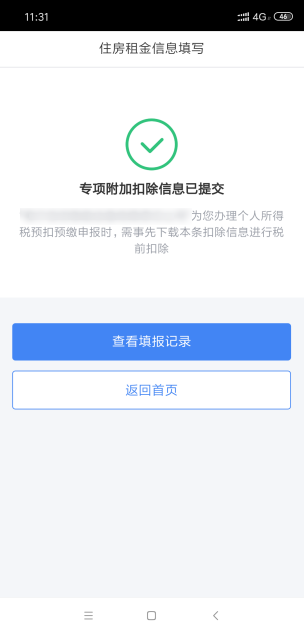 11:31
4G
46
住房租金信息填写
专项附加扣除信息已提交
为您办理个人所得
税预扣预缴申报时，需事先下载本条扣除信息进行税
前扣除
查看填报记录
返回首页